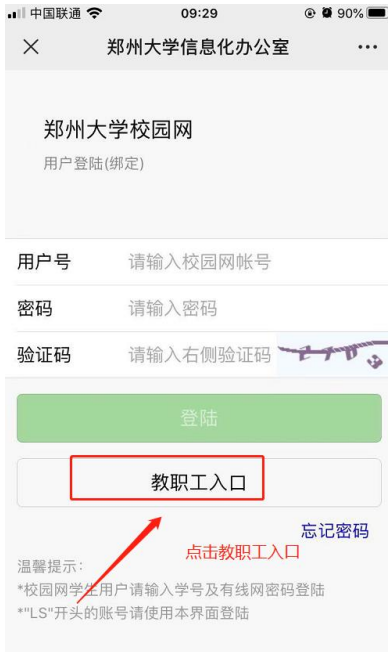 中国联通 09:29 90%
郑州大学信息化办公室
郑州大学校园网
用户登陆(绑定)
用户号 请输入校园网帐号
密码 请输入密码
验证码 请输入右侧验证码
登陆
教职工入口
忘记密码
点击教职工入口
温馨提示:
*校园网学生用户请输入学号及有线网密码登陆
*"LS"开头的账号请使用本界面登陆